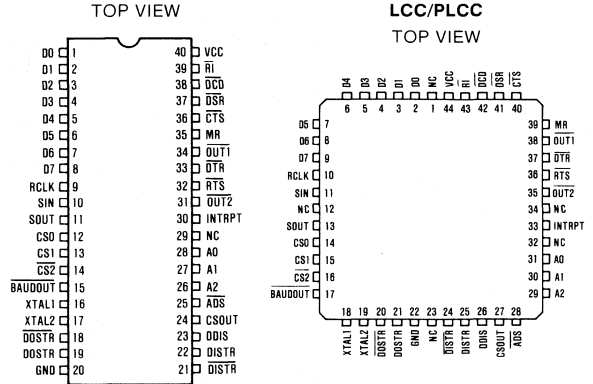 TOP VIEW
D0 1 40 VCC
D1 2 39 RI
D2 3 38 DCD
D3 4 37 DSR
D4 5 36 CTS
D5 6 35 MR
D6 7 34 OUT1
D7 8 33 DTR
RCLK 9 32 RTS
SIN 10 31 OUT2
SOUT 11 30 INTRPT
CS0 12 29 NC
CS1 13 28 A0
CS2 14 27 A1
BAUDOUT 15 26 A2
XTAL1 16 25 ADS
XTAL2 17 24 CSOUT
DOSTR 18 23 DDIS
DOSTR 19 22 DISTR
GND 20 21 DISTR
LCC/PLCC
TOP VIEW
D4 D3 D2 D1 D0 NC VCC RI DCD DSR CTS
6 5 4 3 2 1 44 43 42 41 40
D5 7 39 MR
D6 8 38 OUT1
D7 9 37 DTR
RCLK 10 36 RTS
SIN 11 35 OUT2
NC 12 34 NC
SOUT 13 33 INTRPT
CS0 14 32 NC
CS1 15 31 A0
CS2 16 30 A1
BAUDOUT 17 29 A2
18 19 20 21 22 23 24 25 26 27 28
XTAL1 XTAL2 DOSTR DOSTR GND NC DISTR DISTR DDIS CSOUT ADS